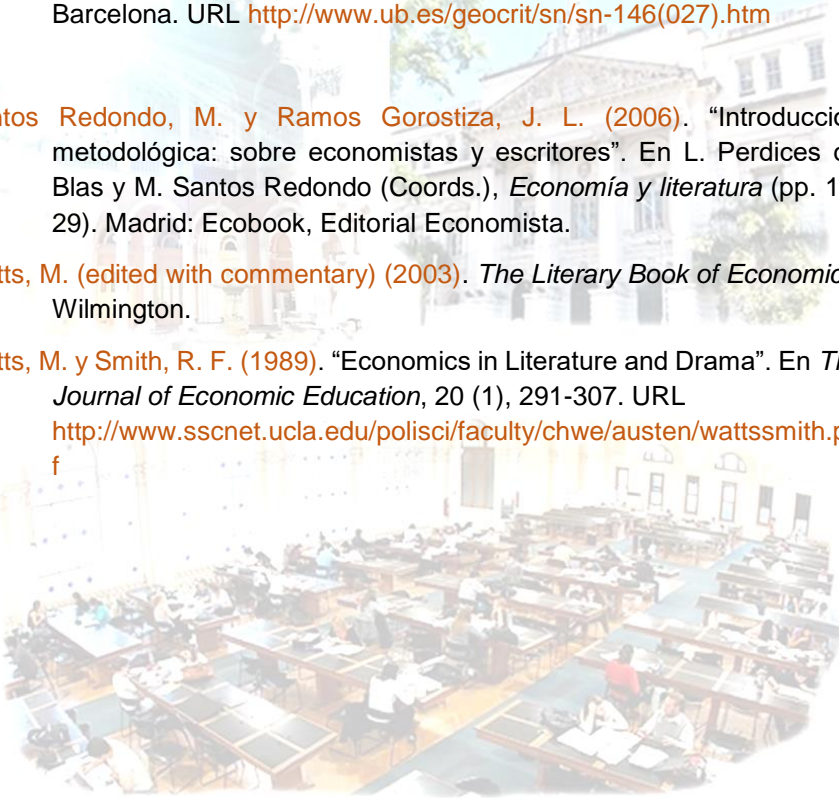 Barcelona. URL http://www.ub.es/geocrit/sn/sn-146(027).htm
ntos Redondo, M. y Ramos Gorostiza, J. L. (2006). “Introducció
metodológica: sobre economistas y escritores”. En L. Perdices d
Blas y M. Santos Redondo (Coords.), Economía y literatura (pp. 1
29). Madrid: Ecobook, Editorial Economista.
tts, M. (edited with commentary) (2003). The Literary Book of Economic
Wilmington.
tts, M. y Smith, R. F. (1989). “Economics in Literature and Drama”. En Th
Journal of Economic Education, 20 (1), 291-307. URL
http://www.sscnet.ucla.edu/polisci/faculty/chwe/austen/wattssmith.p
f